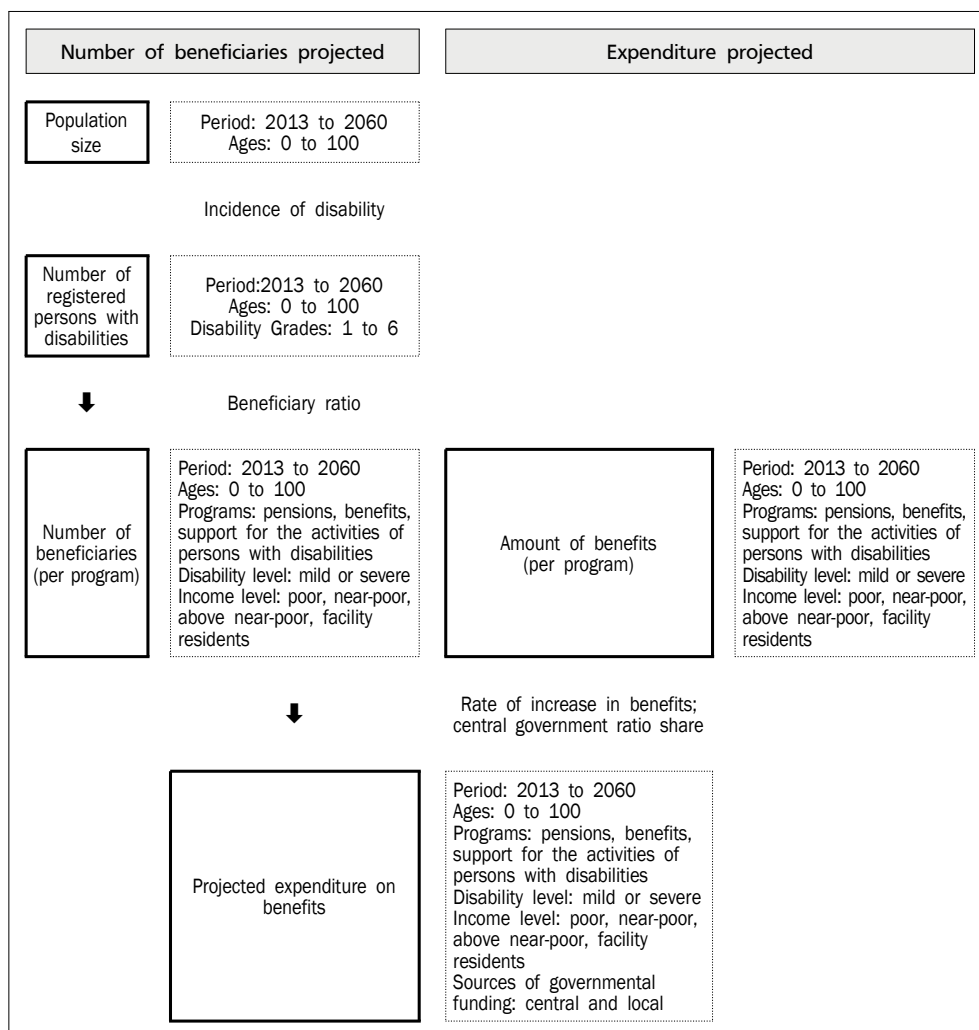 Number of beneficiaries projected
Expenditure projected
Population
size
Period: 2013 to 2060
Ages: 0 to 100
Incidence of disability
Number of
registered
persons with
disabilities
Period:2013 to 2060
Ages: 0 to 100
Disability Grades: 1 to 6
Beneficiary ratio
Number of
beneficiaries
(per program)
Period: 2013 to 2060
Ages: 0 to 100
Programs: pensions, benefits,
support for the activities of
persons with disabilities
Disability level: mild or severe
Income level: poor, near-poor,
above near-poor, facility
residents
Amount of benefits
(per program)
Period: 2013 to 2060
Ages: 0 to 100
Programs: pensions, benefits,
support for the activities of
persons with disabilities
Disability level: mild or severe
Income level: poor, near-poor,
above near-poor, facility
residents
Rate of increase in benefits;
central government ratio share
Projected expenditure on
benefits
Period: 2013 to 2060
Ages: 0 to 100
Programs: pensions, benefits,
support for the activities of
persons with disabilities
Disability level: mild or severe
Income level: poor, near-poor,
above near-poor, facility
residents
Sources of governmental
funding: central and local